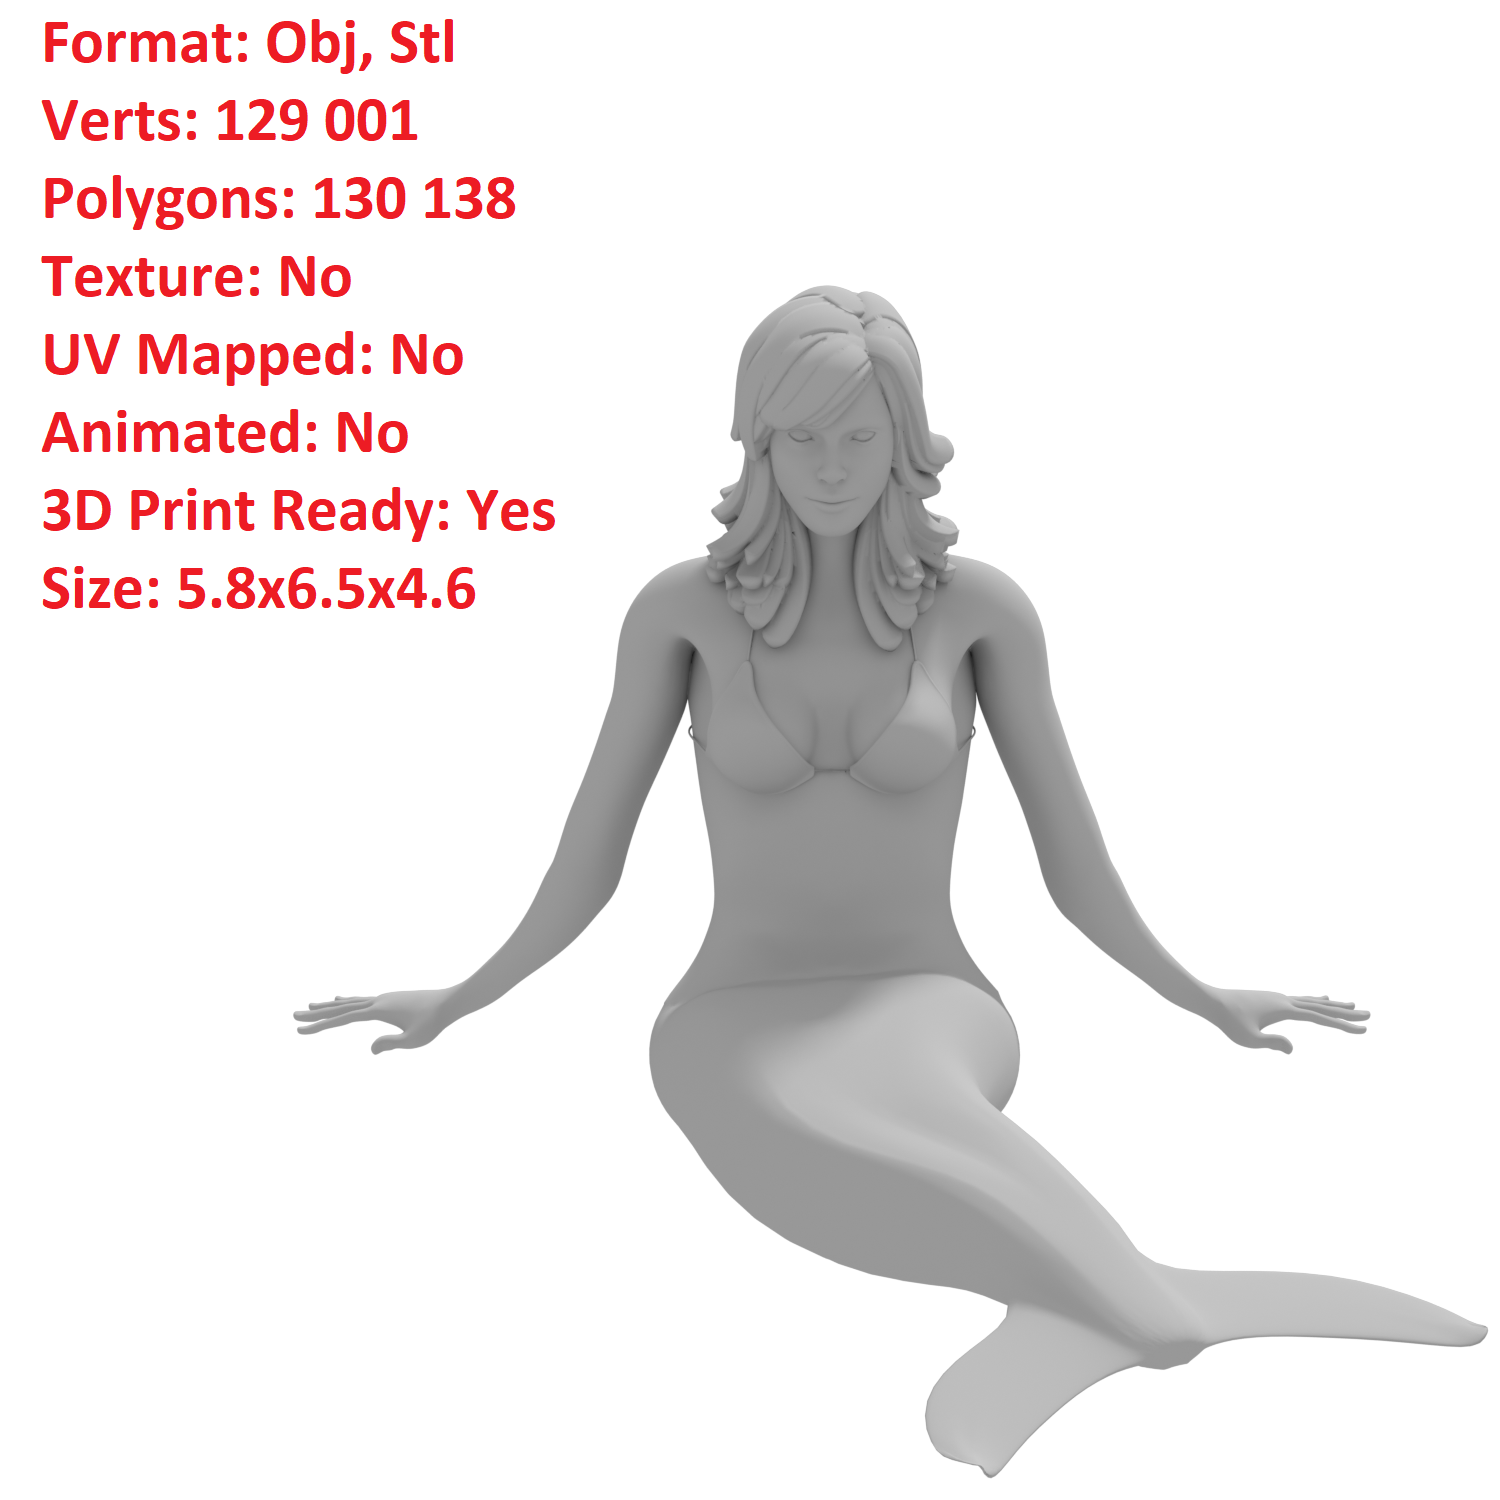 Format: Obj, Stl
Verts: 129 001
Polygons: 130 138
Texture: No
UV Mapped: No
Animated: No
3D Print Ready: Yes
Size: 5.8x6.5x4.6